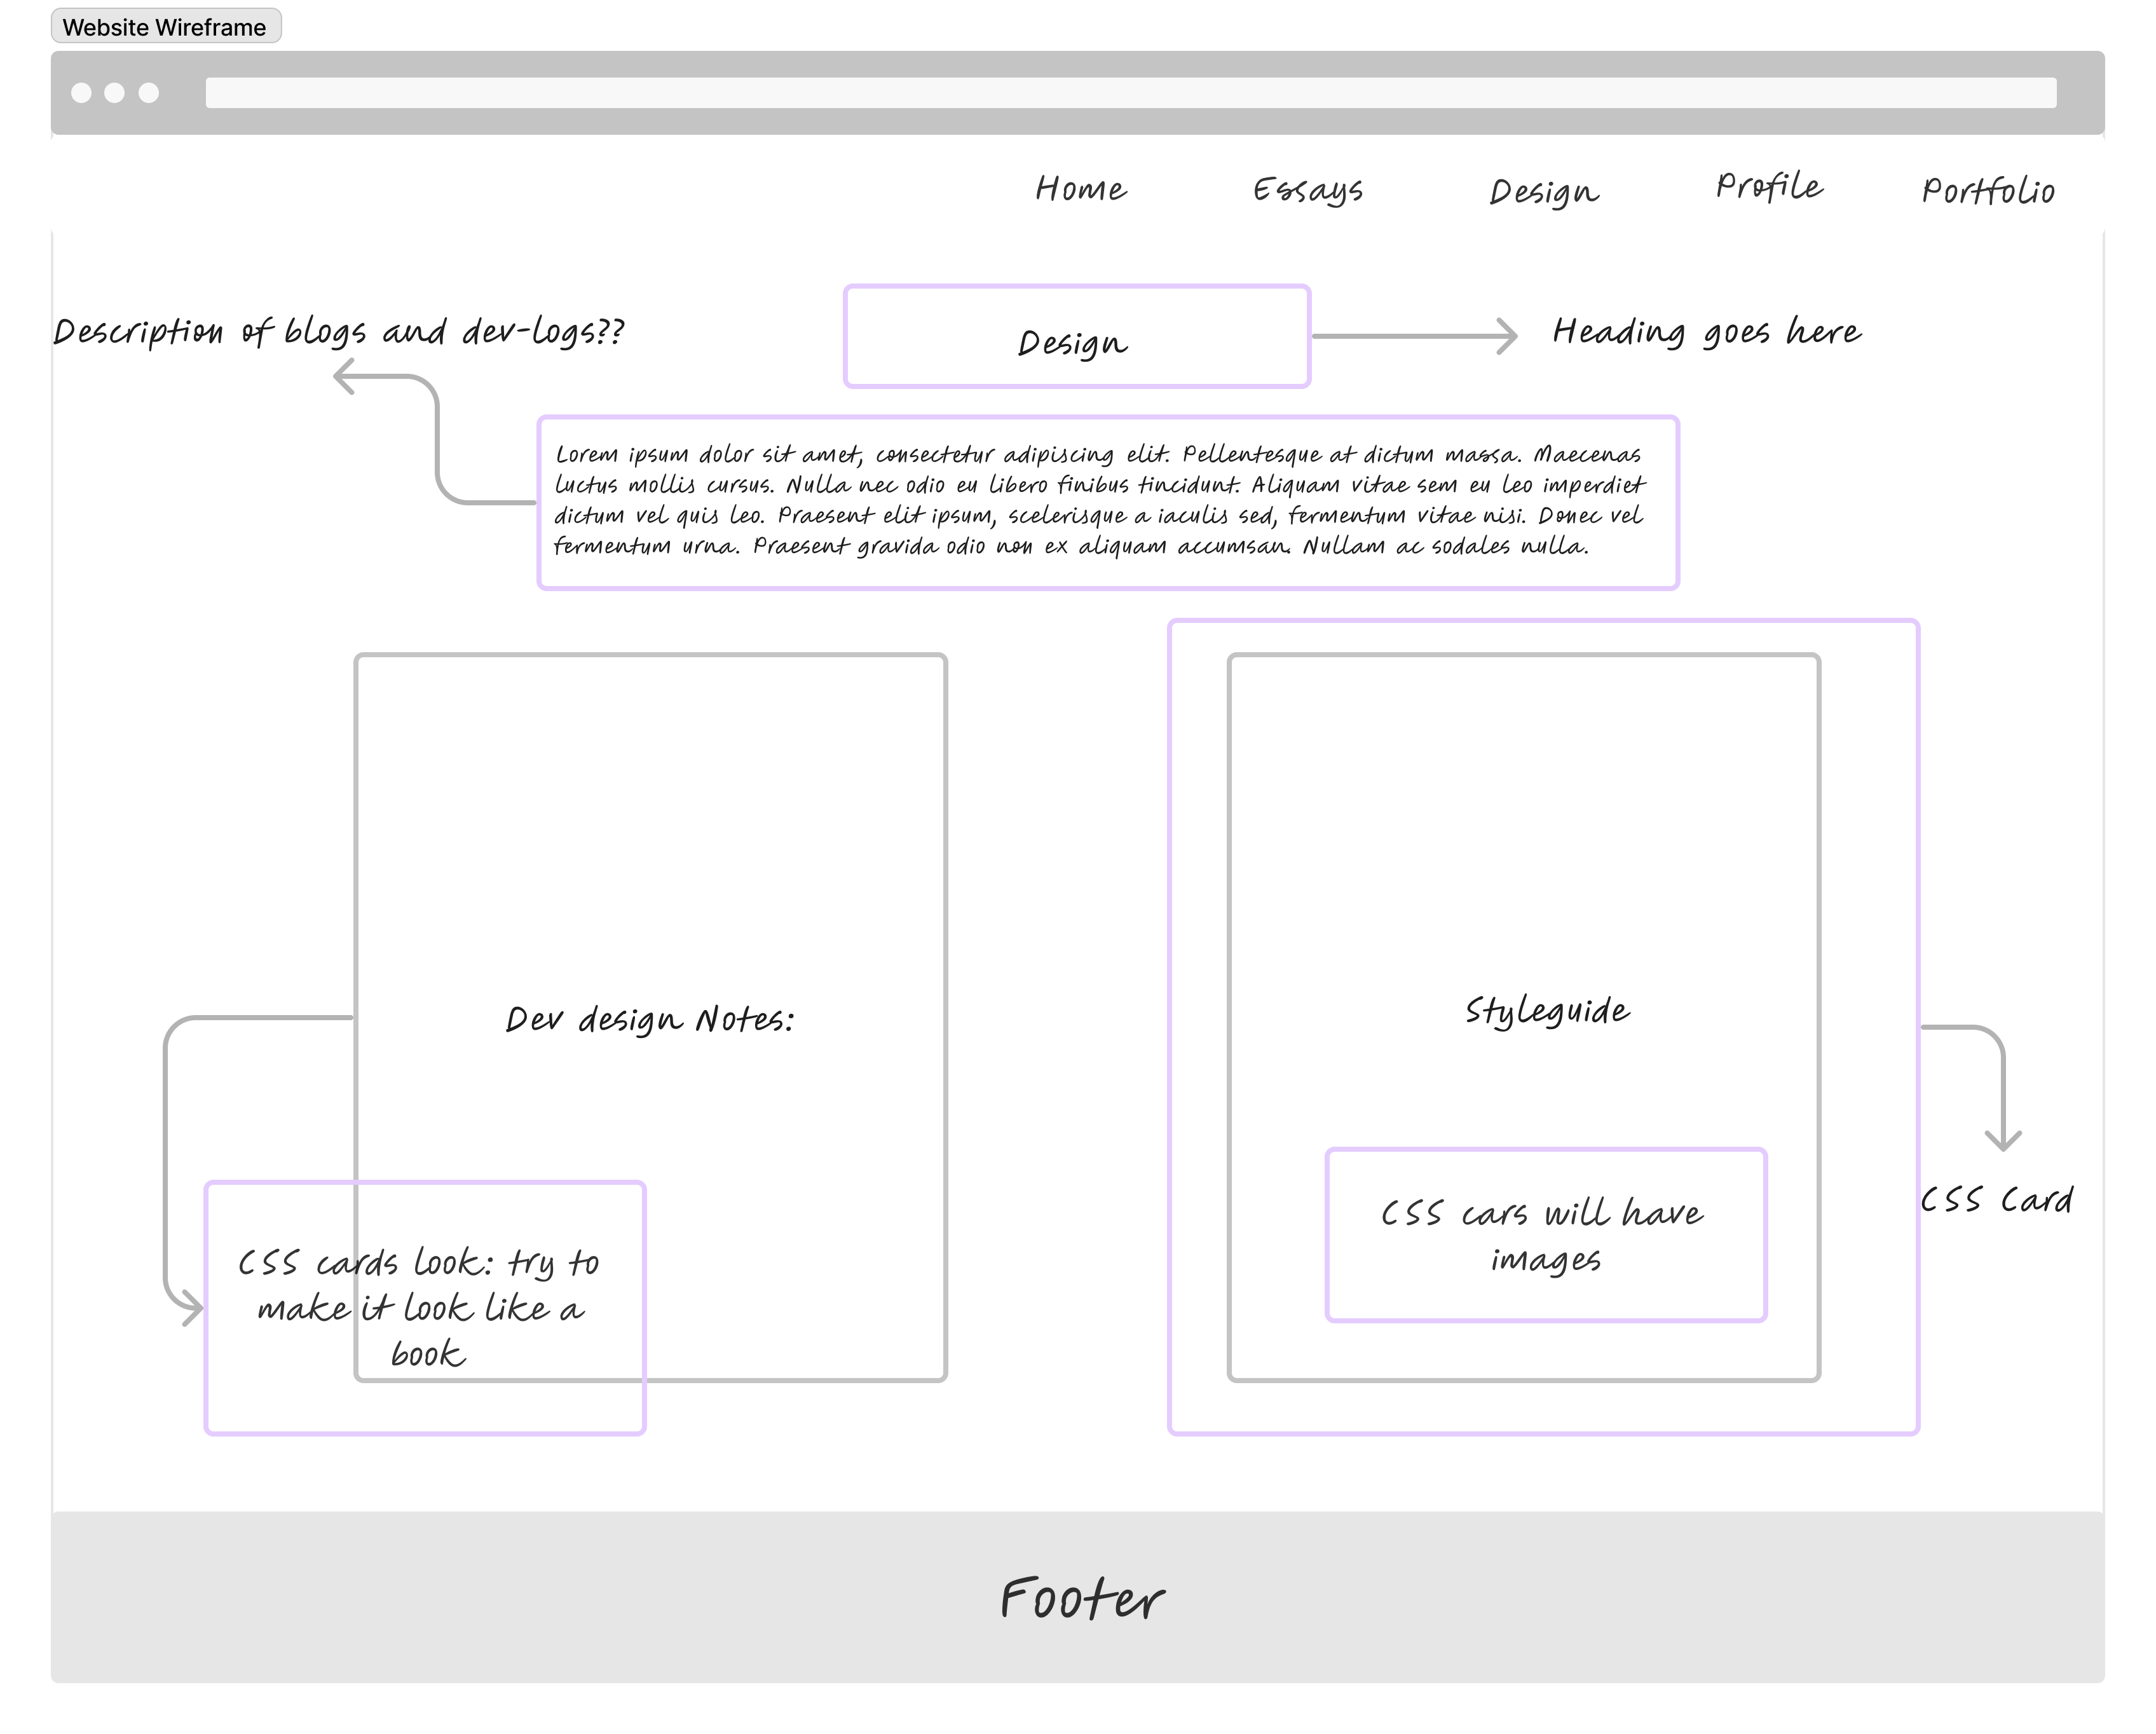 Website Wireframe
Home
Essays
Design
Profile
Portfolio
Description of blogs and dev-logs??
Design
Heading goes here
Lorem ipsum dolor sit amet, consectetur adipiscing elit. Pellentesque at dictum massa. Maecenas
luctus mollis cursus. Nulla nec odio eu libero finibus tincidunt. Aliquam vitae sem eu leo imperdiet
dictum vel quis leo. Praesent elit ipsum, scelerisque a iaculis sed, fermentum vitae nisi. Donec vel
fermentum urna. Praesent gravida odio non ex aliquam accumsan. Nullam ac sodales nulla.
Dev design Notes:
Styleguide
CSS cards look: try to
make it look like a
book
CSS cars will have
images
CSS Card
Footer